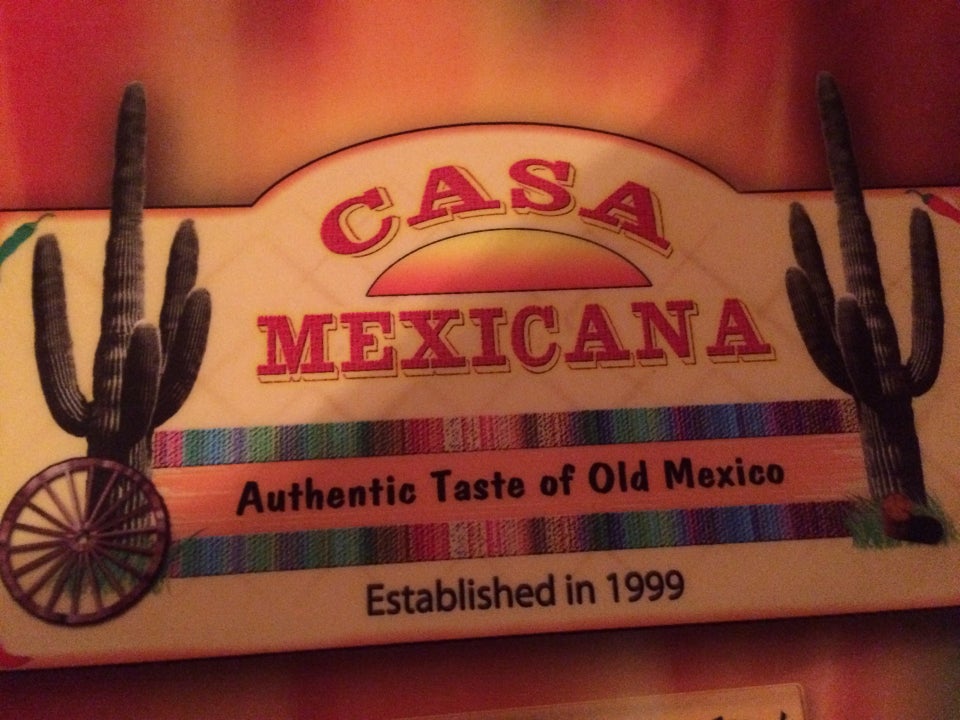 CASA
MEXICANA
Authentic Taste of Old Mexico
Established in 1999